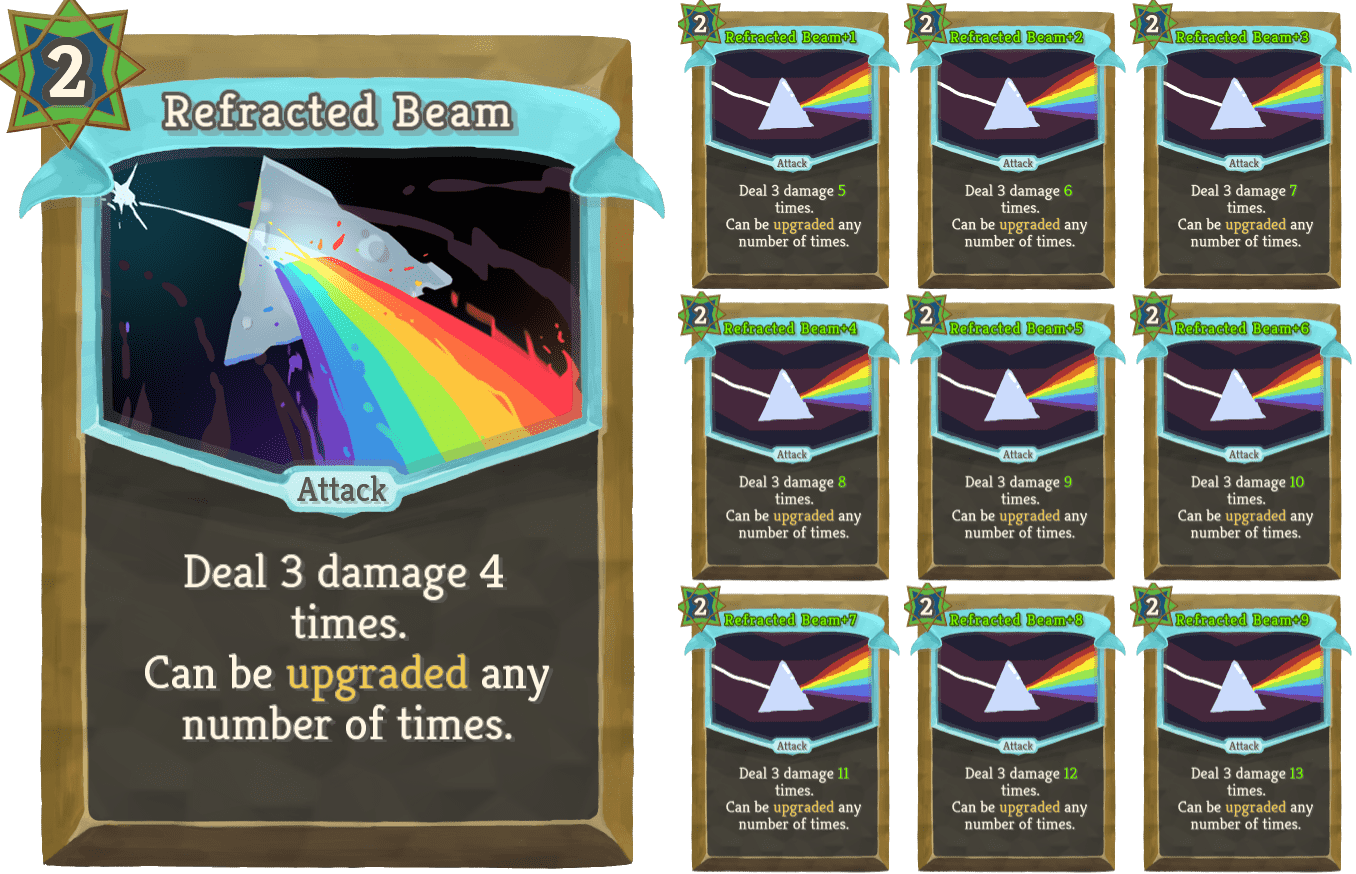 2
Refracted Beam
Attack
Deal 3 damage 4
times.
Can be upgraded any
number of times.
2
Refracted Beam+1
Attack
Deal 3 damage 5
times.
Can be upgraded any
number of times.
2
Refracted Beam+2
Attack
Deal 3 damage 6
times.
Can be upgraded any
number of times.
2
Refracted Beam+3
Attack
Deal 3 damage 7
times.
Can be upgraded any
number of times.
2
Refracted Beam+4
Attack
Deal 3 damage 8
times.
Can be upgraded any
number of times.
2
Refracted Beam+5
Attack
Deal 3 damage 9
times.
Can be upgraded any
number of times.
2
Refracted Beam+6
Attack
Deal 3 damage 10
times.
Can be upgraded any
number of times.
2
Refracted Beam+7
Attack
Deal 3 damage 11
times.
Can be upgraded any
number of times.
2
Refracted Beam+8
Attack
Deal 3 damage 12
times.
Can be upgraded any
number of times.
2
Refracted Beam+9
Attack
Deal 3 damage 13
times.
Can be upgraded any
number of times.